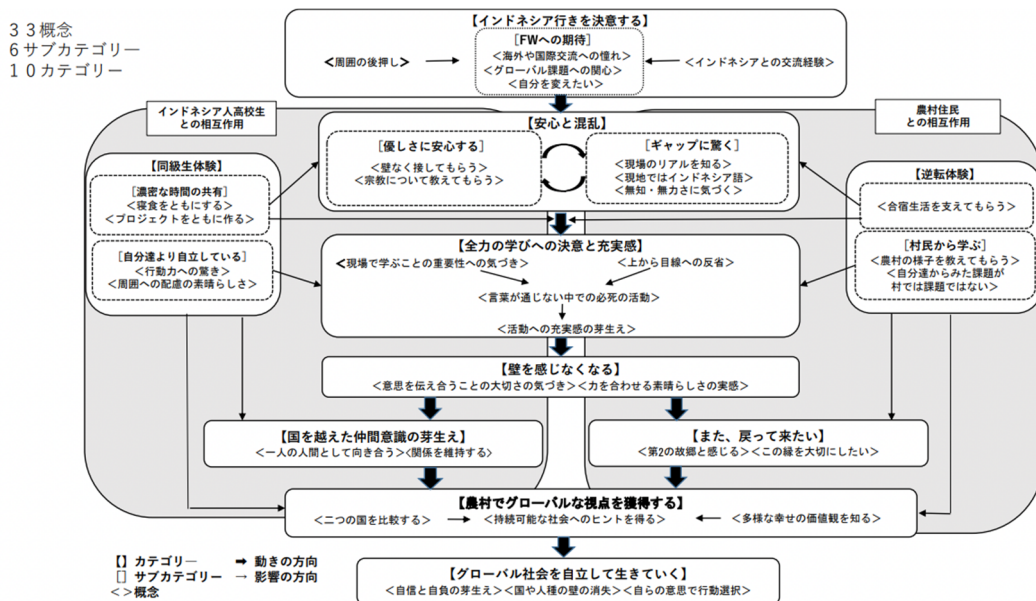 33概念
6サブカテゴリー
10カテゴリー
【インドネシア行きを決意する】
[FWへの期待]
<海外や国際交流への憧れ>
<周囲の後押し>
<グローバル課題への関心>
<インドネシアとの交流経験>
<自分を変えたい>
インドネシア人高校生
との相互作用
農村住民
との相互作用
【安心と混乱】
[優しさに安心する]
<壁なく接してもらう>
<宗教について教えてもらう>
[ギャップに驚く]
<現場のリアルを知る>
<現地ではインドネシア語>
<無知・無力さに気づく>
【同級生体験】
[濃密な時間の共有]
<寝食をともにする>
<プロジェクトをともに作る>
[自分達より自立している]
<行動力への驚き>
<周囲への配慮の素晴らしさ>
【逆転体験】
<合宿生活を支えてもらう>
[村民から学ぶ]
<農村の様子を教えてもらう>
<自分達からみた課題が
村では課題ではない>
【全力の学びへの決意と充実感】
<現場で学ぶことの重要性への気づき>
<上から目線への反省>
<言葉が通じない中での必死の活動>
<活動への充実感の芽生え>
【壁を感じなくなる】
<意思を伝え合うことの大切さの気づき><力を合わせる素晴らしさの実感>
【国を越えた仲間意識の芽生え】
<一人の人間として向き合う><関係を維持する>
【また、戻って来たい】
<第2の故郷と感じる><この縁を大切にしたい>
【農村でグローバルな視点を獲得する】
<二つの国を比較する>
<持続可能な社会へのヒントを得る>
<多様な幸せの価値観を知る>
【グローバル社会を自立して生きていく】
<自信と自負の芽生え><国や人種の壁の消失><自らの意思で行動選択>
【】カテゴリー ➡ 動きの方向
[] サブカテゴリー → 影響の方向
<>概念